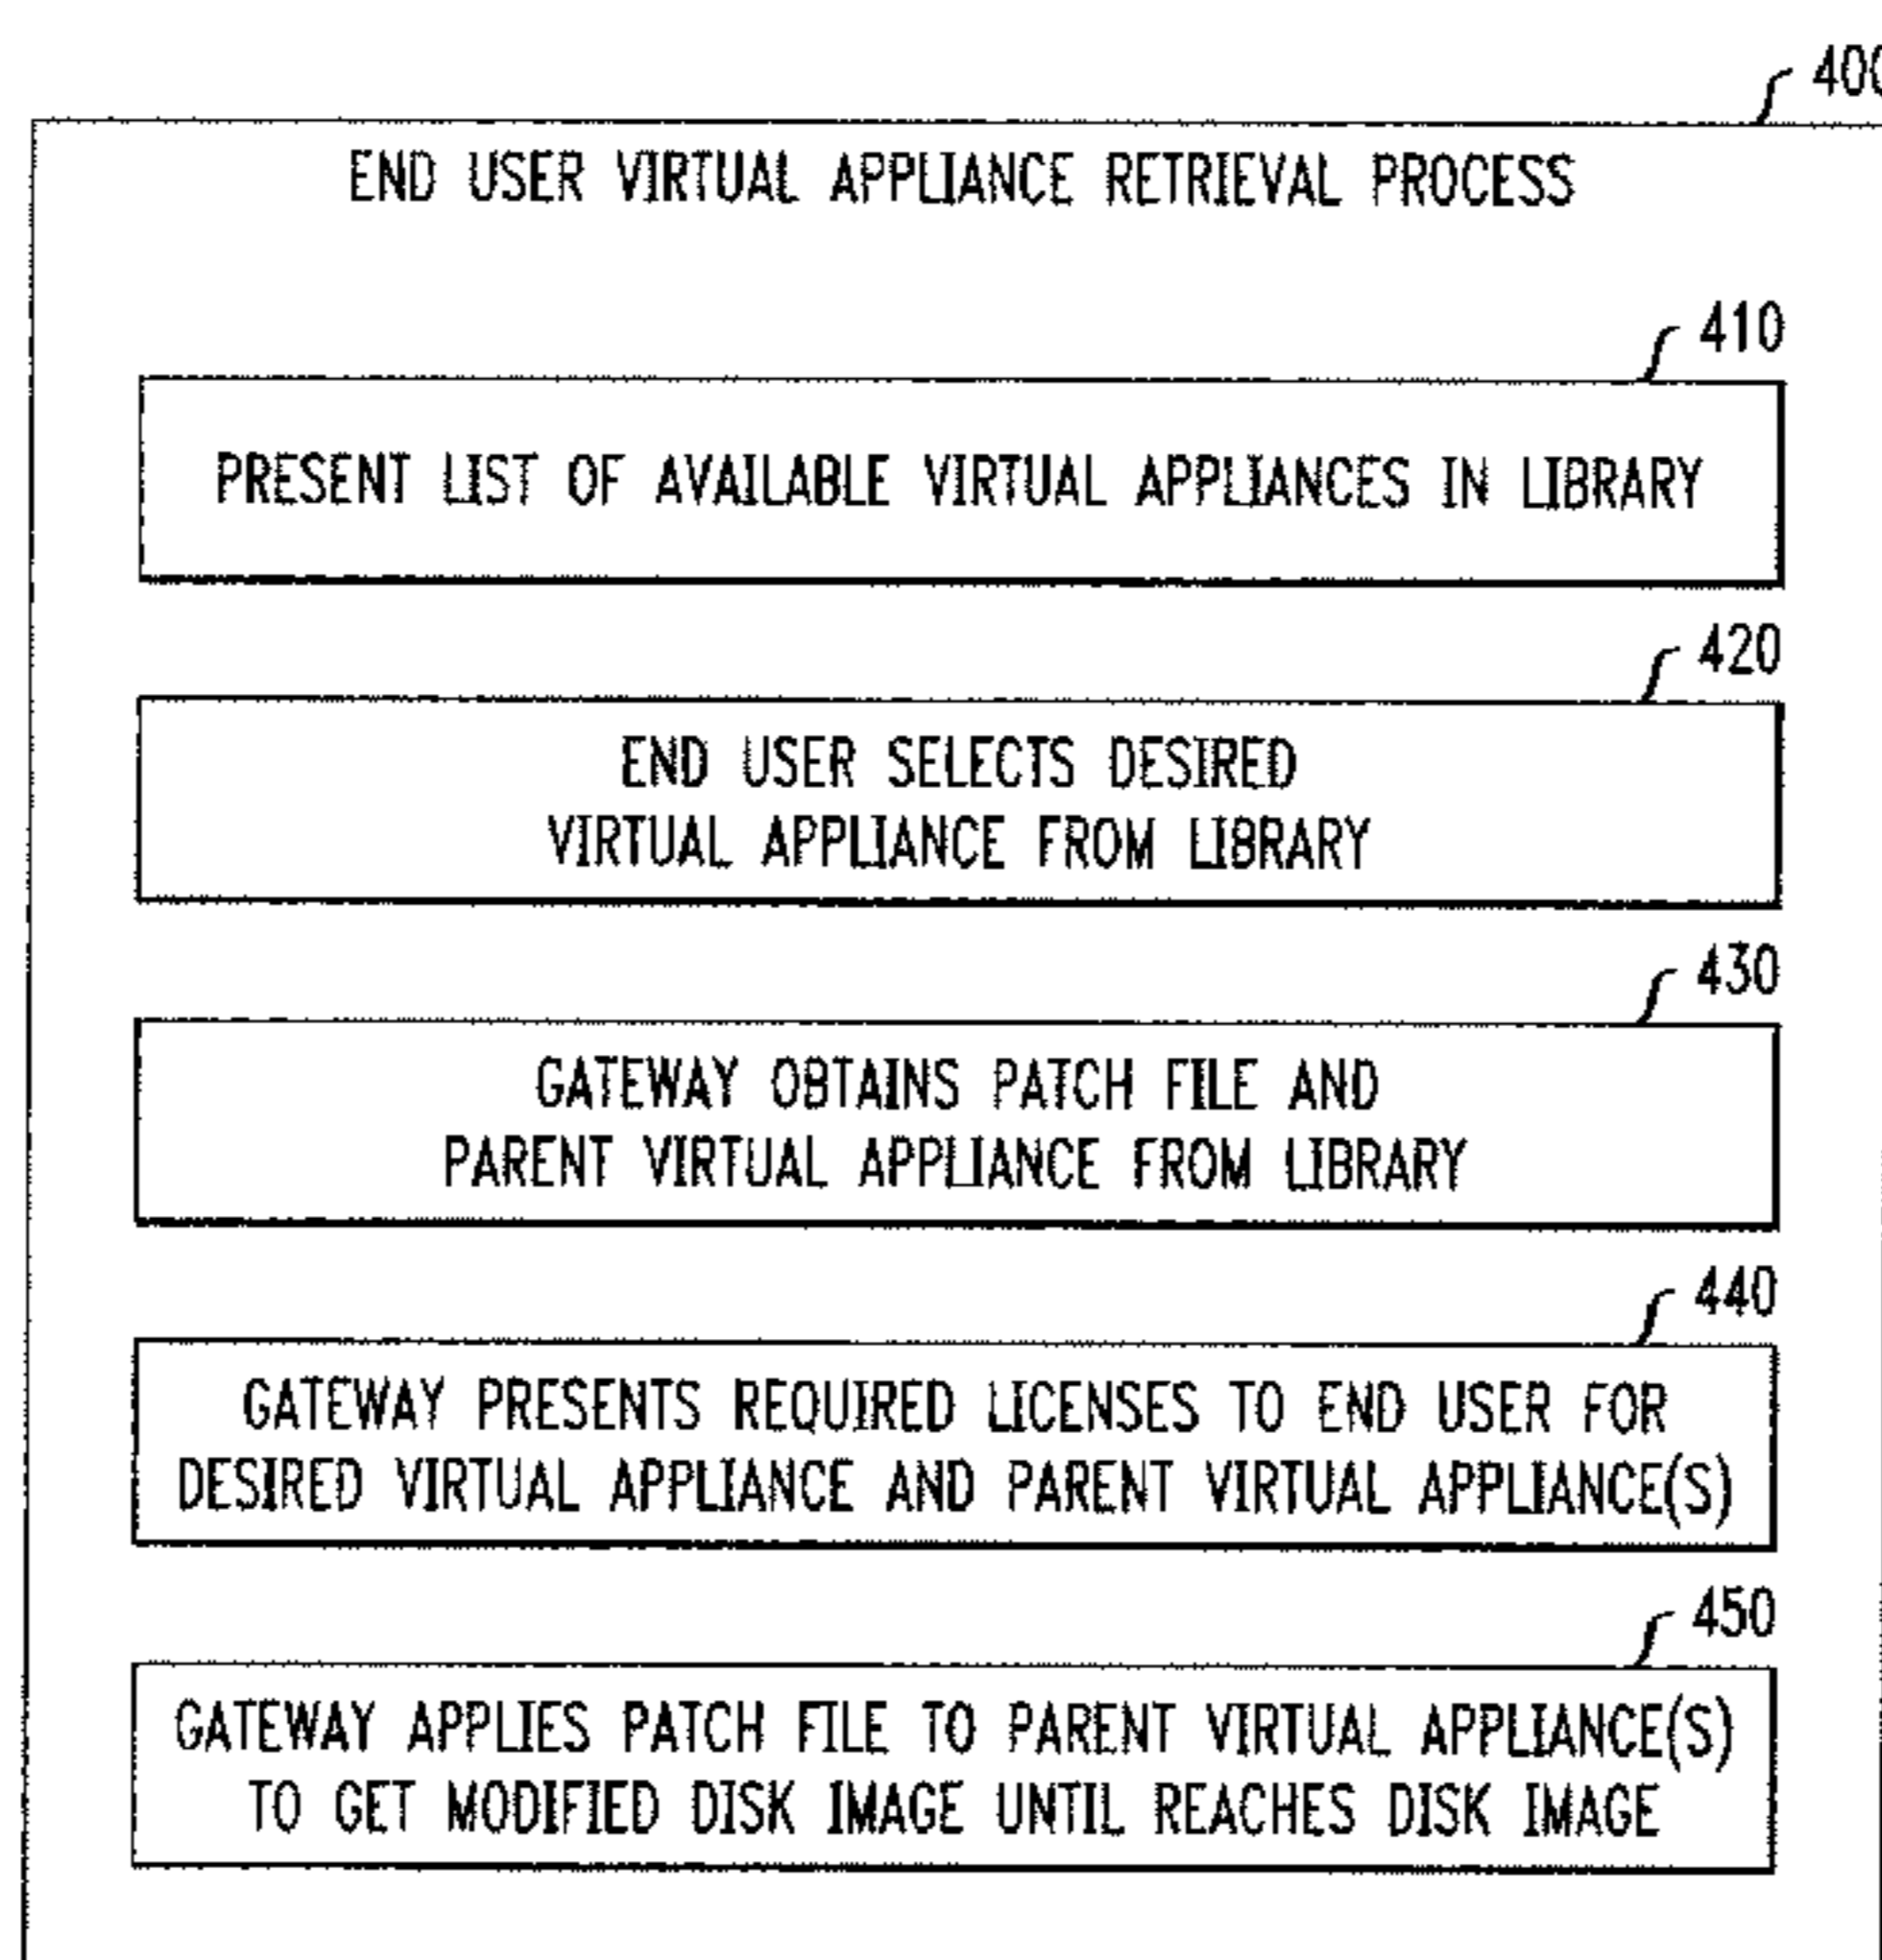 400
END USER VIRTUAL APPLIANCE RETRIEVAL PROCESS
410
PRESENT LIST OF AVAILABLE VIRTUAL APPLIANCES IN LIBRARY
420
END USER SELECTS DESIRED
VIRTUAL APPLIANCE FROM LIBRARY
430
GATEWAY OBTAINS PATCH FILE AND
PARENT VIRTUAL APPLIANCE FROM LIBRARY
440
GATEWAY PRESENTS REQUIRED LICENSES TO END USER FOR
DESIRED VIRTUAL APPLIANCE AND PARENT VIRTUAL APPLIANCE(S)
450
GATEWAY APPLIES PATCH FILE TO PARENT VIRTUAL APPLIANCE(S)
TO GET MODIFIED DISK IMAGE UNTIL REACHES DISK IMAGE